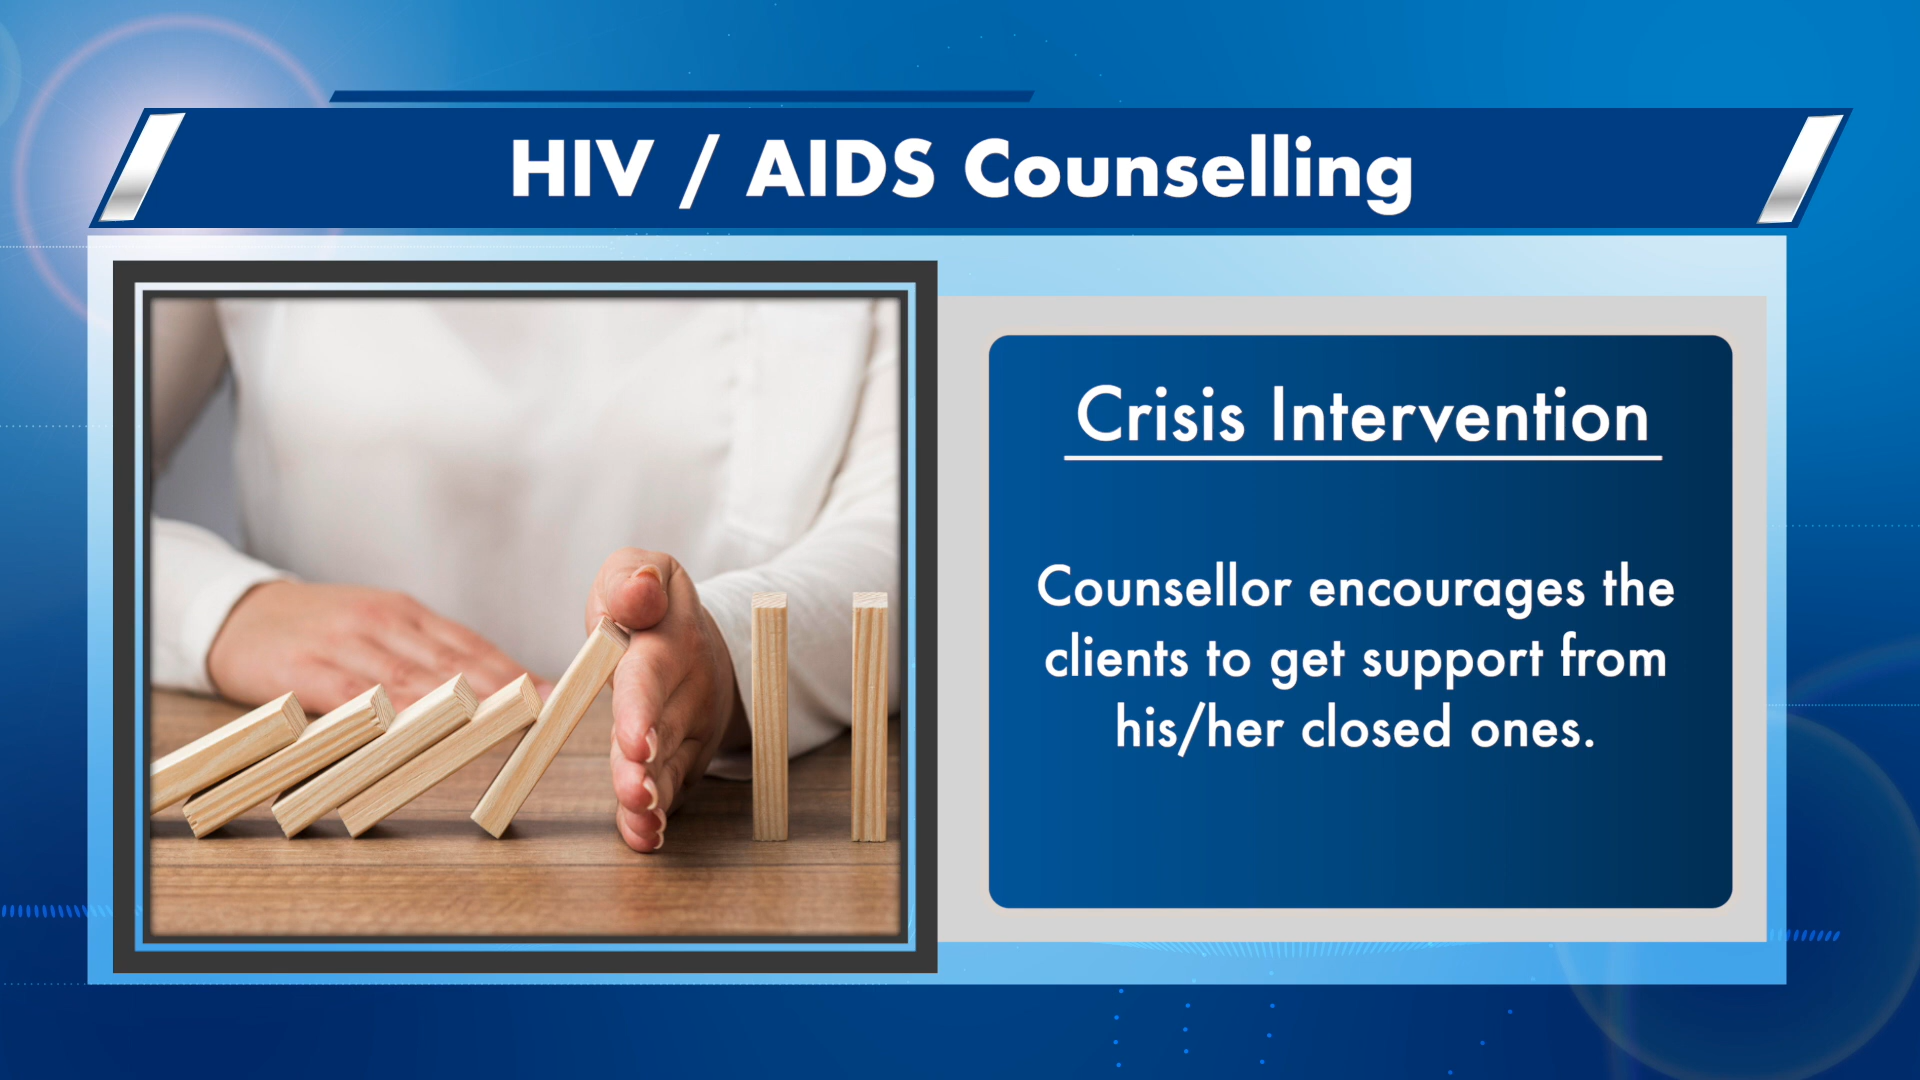 HIV / AIDS Counselling
Crisis Intervention
Counsellor encourages the
clients to get support from
his/her closed ones.